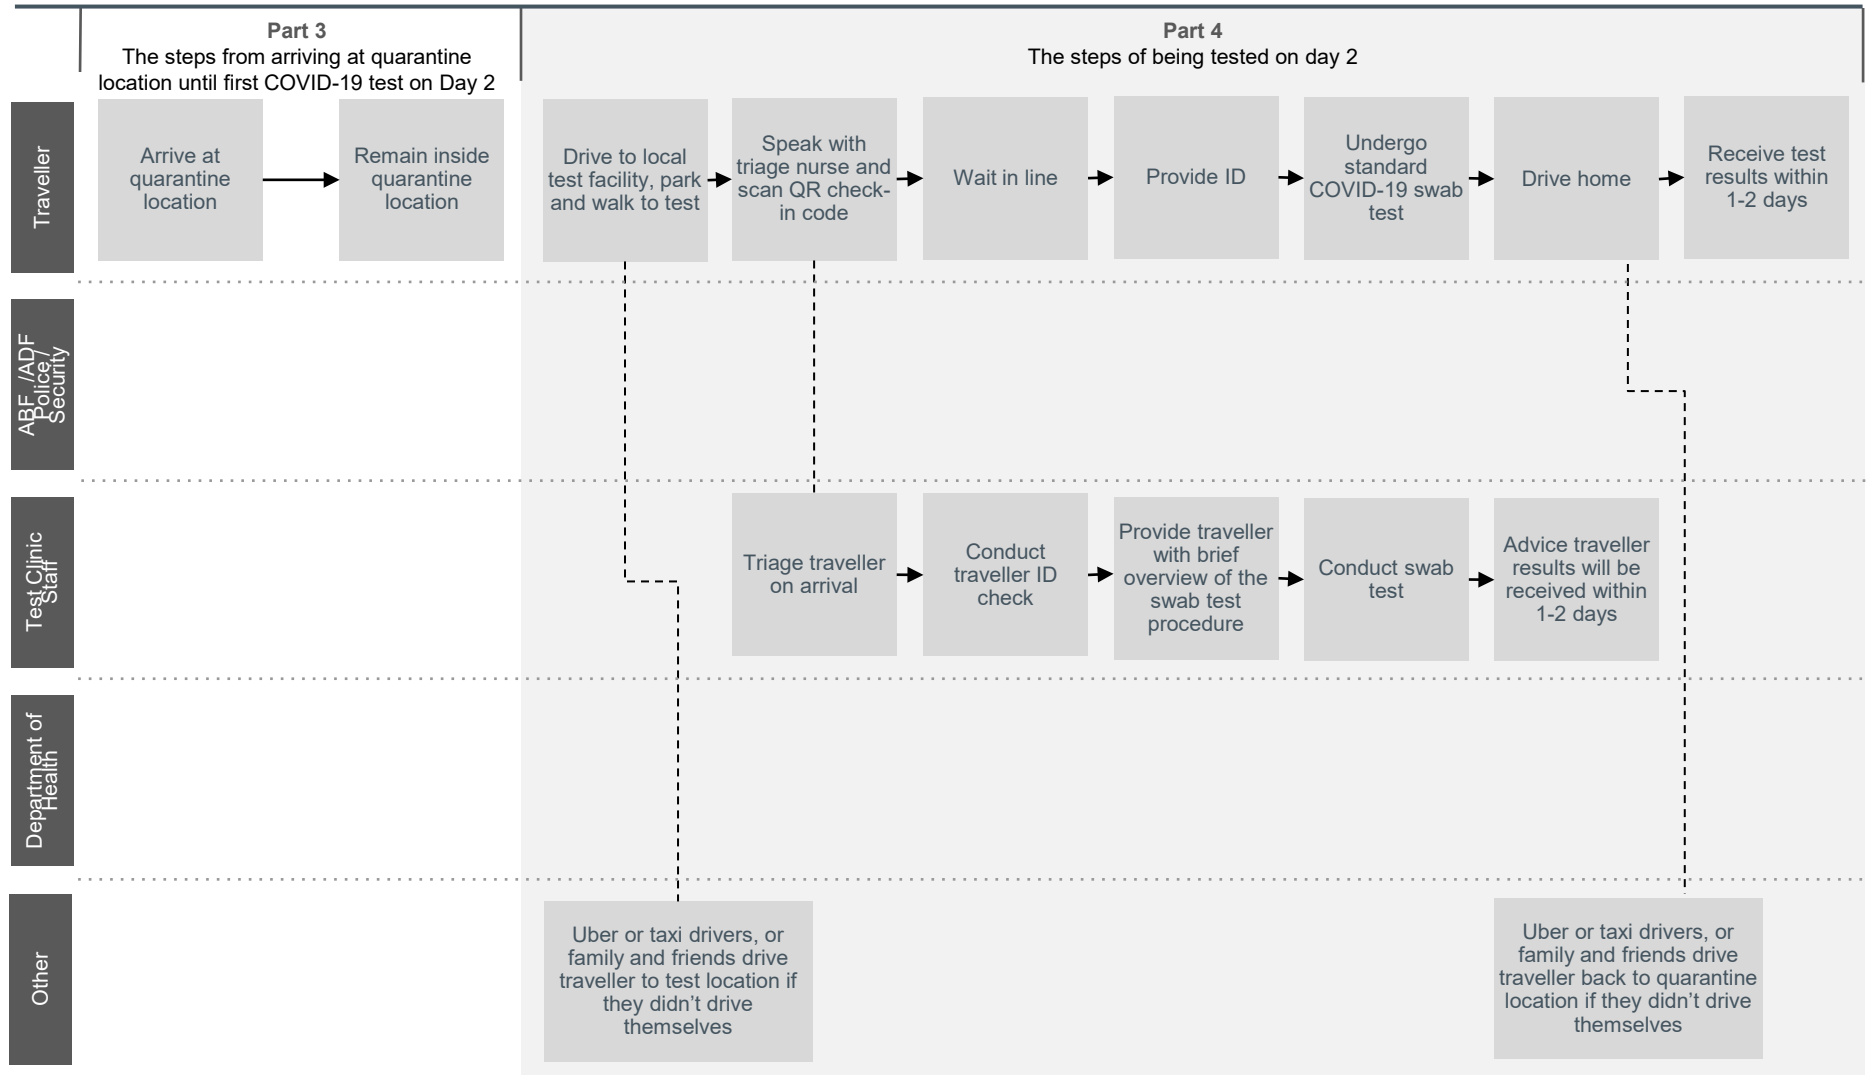 Part 3
The steps from arriving at quarantine
location until first COVID-19 test on Day 2
Part 4
The steps of being tested on day 2
Traveller
Arrive at
quarantine
location
Remain inside
quarantine
location
Drive to local
test facility, park
and walk to test
Speak with
triage nurse and
scan QR check-
in code
Wait in line
Provide ID
Undergo
standard
COVID-19 swab
test
Drive home
Receive test
results within
1-2 days
ABF /ADF
Police /
Security
Test Clinic
Staff
Triage traveller
on arrival
Conduct
traveller ID
check
Provide traveller
with brief
overview of the
swab test
procedure
Conduct swab
test
Advice traveller
results will be
received within
1-2 days
Department of
Health
Other
Uber or taxi drivers, or
family and friends drive
traveller to test location if
they didn’t drive
themselves
Uber or taxi drivers, or
family and friends drive
traveller back to quarantine
location if they didn’t drive
themselves